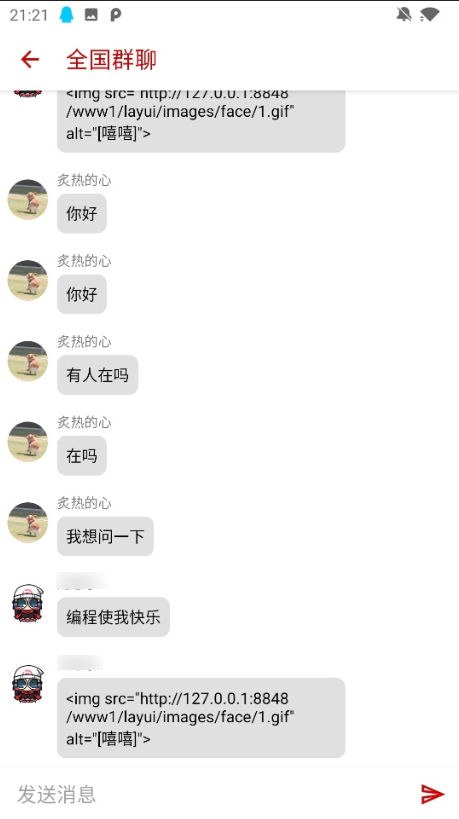 21:21
全国群聊
<img src="http://127.0.0.1:8848
/www1/layui/images/face/1.gif"
alt="[嘻嘻]">
炙热的心
你好
炙热的心
你好
炙热的心
有人在吗
炙热的心
在吗
炙热的心
我想问一下
编程使我快乐
<img src="http://127.0.0.1:8848
/www1/layui/images/face/1.gif"
alt="[嘻嘻]">
发送消息